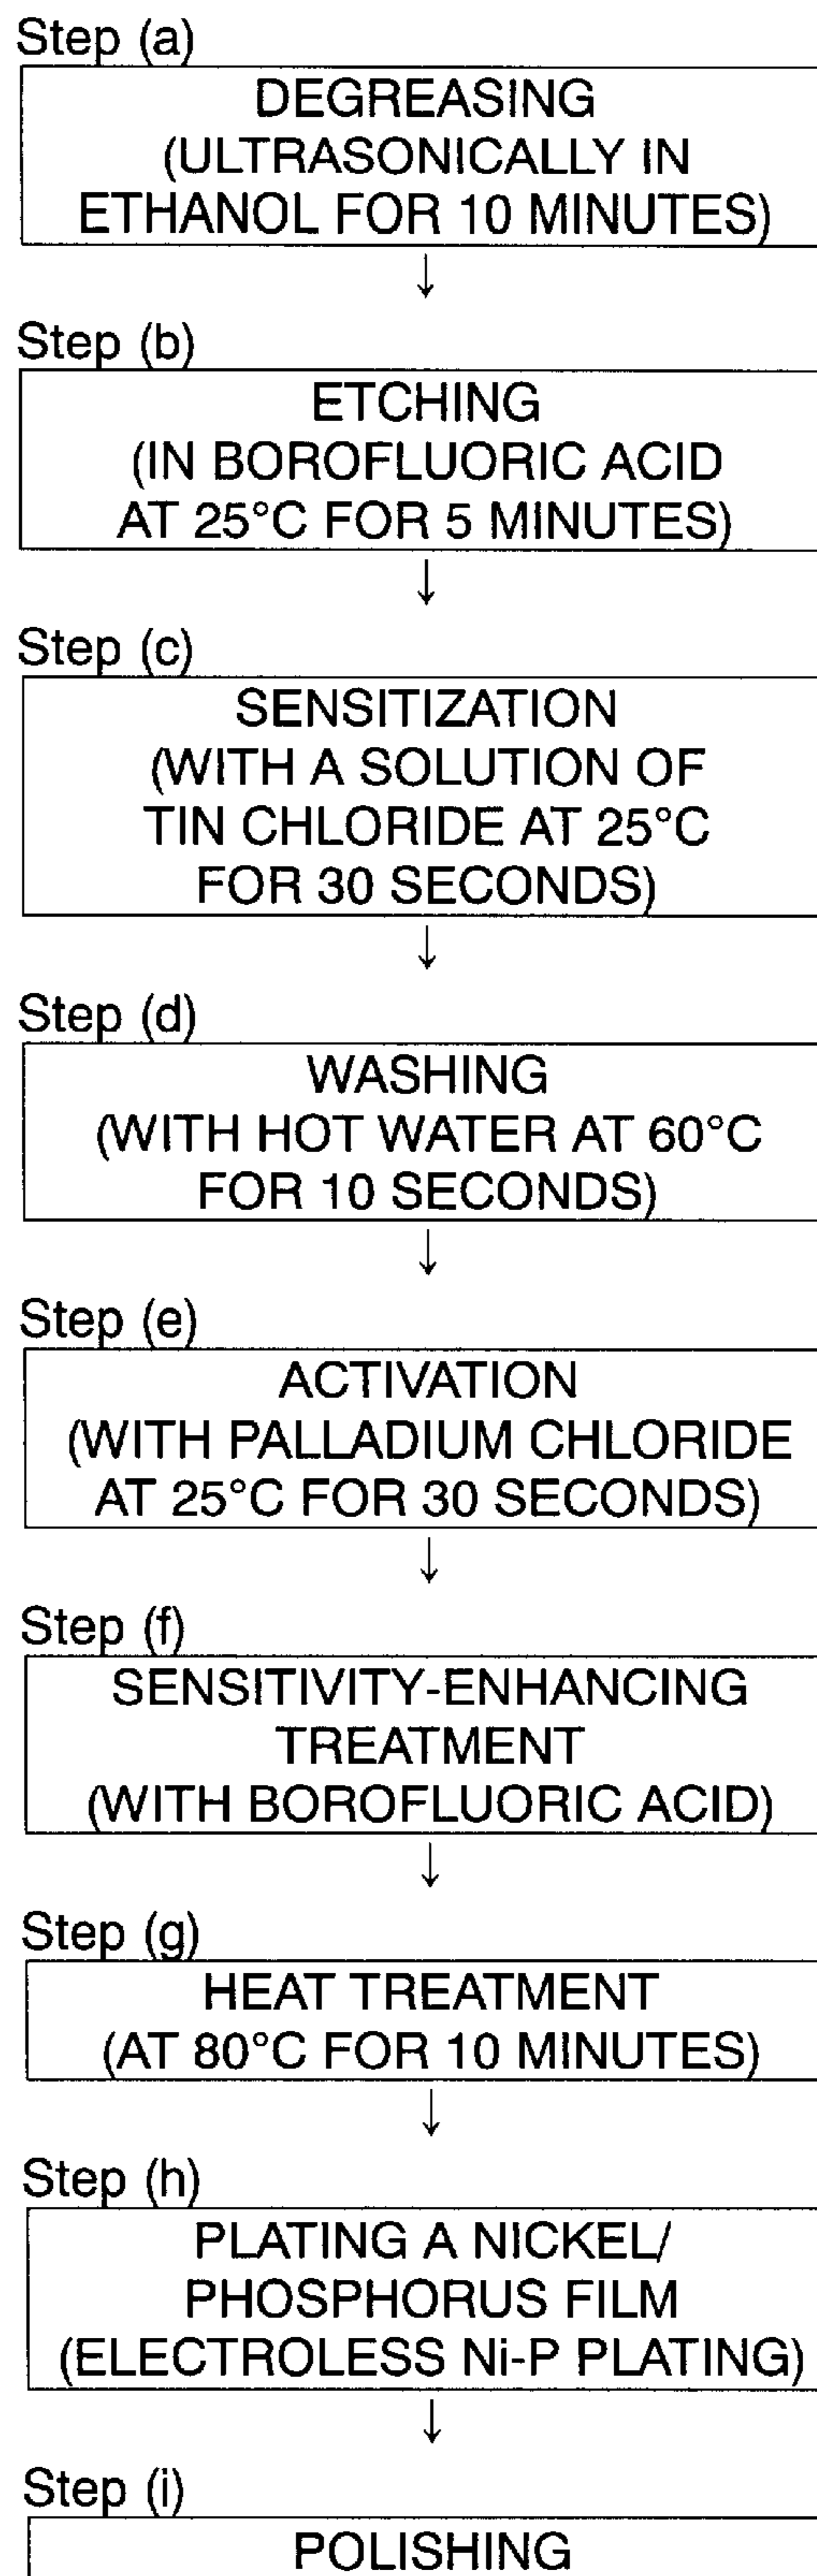 Step (a)
DEGREASING
(ULTRASONICALLY IN
ETHANOL FOR 10 MINUTES)
↓
Step (b)
ETCHING
(IN BOROFLUORIC ACID
AT 25°C FOR 5 MINUTES)
↓
Step (c)
SENSITIZATION
(WITH A SOLUTION OF
TIN CHLORIDE AT 25°C
FOR 30 SECONDS)
↓
Step (d)
WASHING
(WITH HOT WATER AT 60°C
FOR 10 SECONDS)
↓
Step (e)
ACTIVATION
(WITH PALLADIUM CHLORIDE
AT 25°C FOR 30 SECONDS)
↓
Step (f)
SENSITIVITY-ENHANCING
TREATMENT
(WITH BOROFLUORIC ACID)
↓
Step (g)
HEAT TREATMENT
(AT 80°C FOR 10 MINUTES)
↓
Step (h)
PLATING A NICKEL/
PHOSPHORUS FILM
(ELECTROLESS Ni-P PLATING)
↓
Step (i)
POLISHING